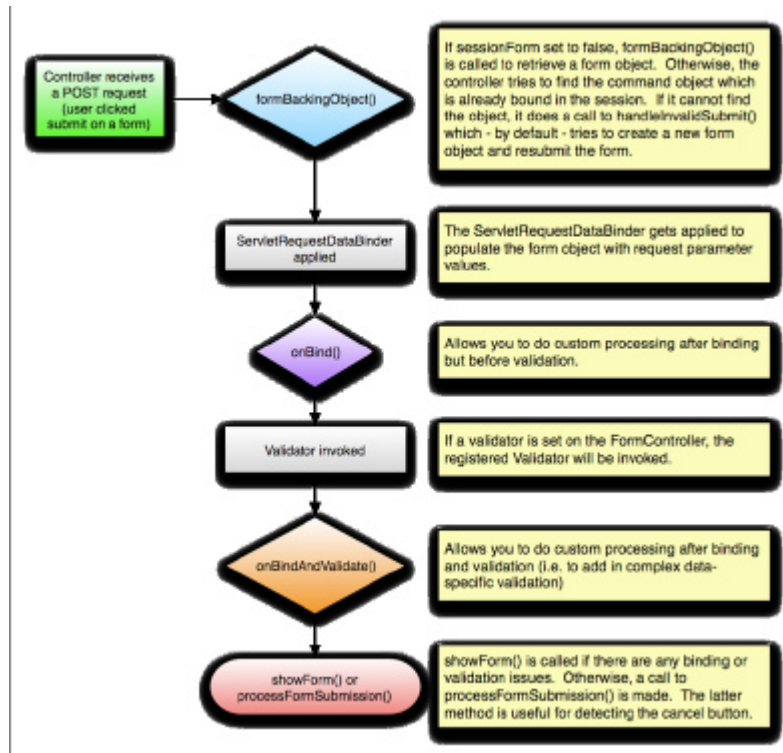 Controller receives
a POST request
(user clicked
submit on a form)
formBackingObject()
If sessionForm set to false, formBackingObject()
is called to retrieve a form object.  Otherwise, the
controller tries to find the command object which
is already bound in the session.  If it cannot find
the object, it does a call to handleInvalidSubmit()
which - by default - tries to create a new form
object and resubmit the form.
ServletRequestDataBinder
applied
The ServletRequestDataBinder gets applied to
populate the form object with request parameter
values.
onBind()
Allows you to do custom processing after binding
but before validation.
Validator invoked
If a validator is set on the FormController, the
registered Validator will be invoked.
onBindAndValidate()
Allows you to do custom processing after binding
and validation (i.e. to add in complex data-
specific validation)
showForm() or
processFormSubmission()
showForm() is called if there are any binding or
validation issues.  Otherwise, a call to
processFormSubmission() is made.  The latter
method is useful for detecting the cancel button.